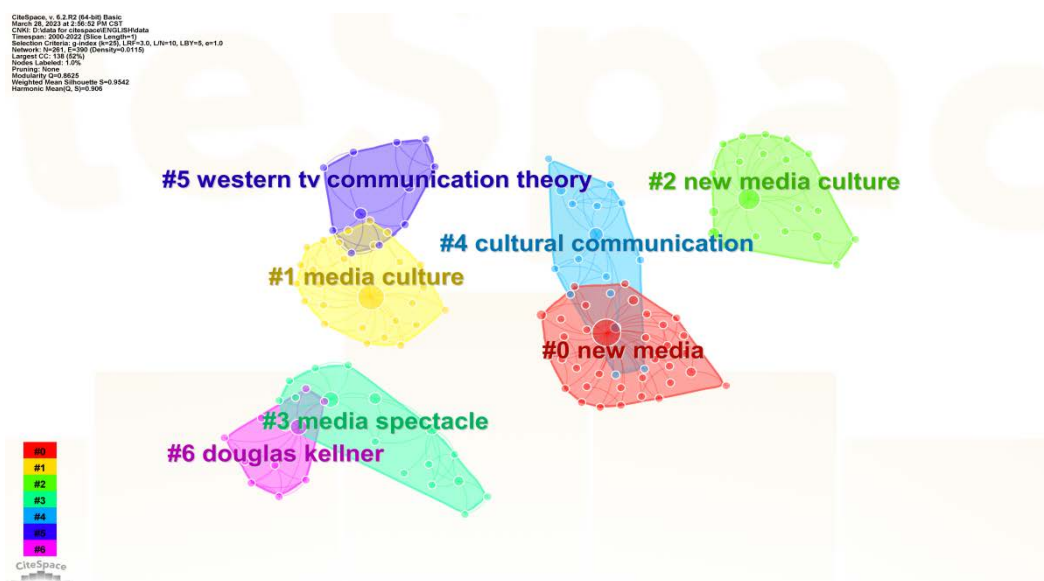 CiteSpace, v. 6.2.R2 (64-bit) Basic
March 28, 2023 at 2:56:52 PM CST
CNKI: D:\data for citespace\ENGLISH\data
Timespan: 2000-2022 (Slice Length=1)
Selection Criteria: g-index (k=25), LRF=3.0, L/N=10, LBY=5, e=1.0
Network: N=261, E=390 (Density=0.0115)
Largest CC: 138 (52%)
Nodes Labeled: 1.0%
Pruning: None
Modularity Q=0.8625
Weighted Mean Silhouette S=0.9542
Harmonic Mean(Q, S)=0.906
teSpac
#5 western tv communication theory
#2 new media culture
#4 cultural communication
#1 media culture
#0 new media
#3 media spectacle
#6 douglas kellner
#0
#1
#2
#3
#4
#5
#6
CiteSpace